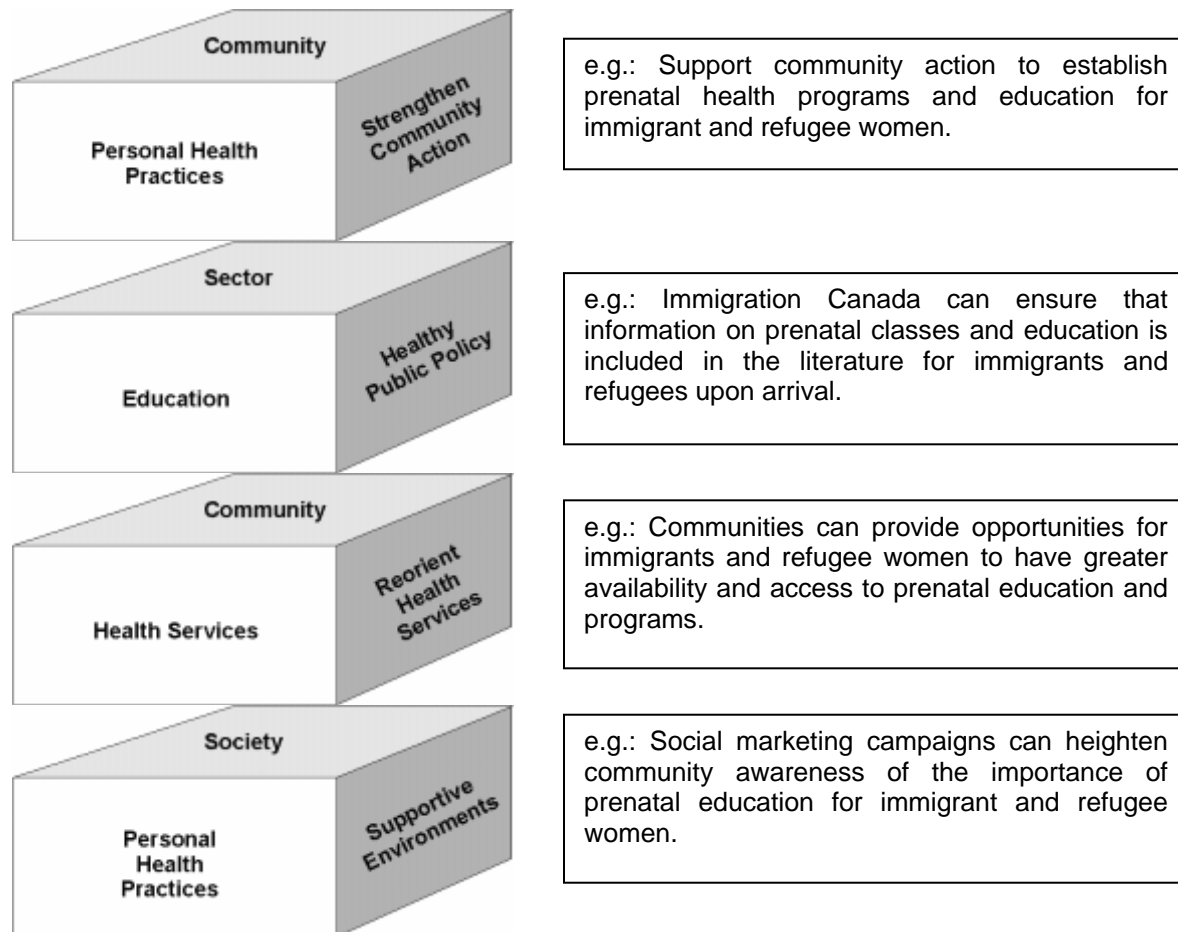 Community
Personal Health
Practices
Strengthen
Community
Action
e.g.: Support community action to establish
prenatal health programs and education for
immigrant and refugee women.
Sector
Education
Healthy
Public Policy
e.g.: Immigration Canada can ensure that
information on prenatal classes and education is
included in the literature for immigrants and
refugees upon arrival.
Community
Health Services
Reorient
Health
Services
e.g.: Communities can provide opportunities for
immigrants and refugee women to have greater
availability and access to prenatal education and
programs.
Society
Personal
Health
Practices
Supportive
Environments
e.g.: Social marketing campaigns can heighten
community awareness of the importance of
prenatal education for immigrant and refugee
women.